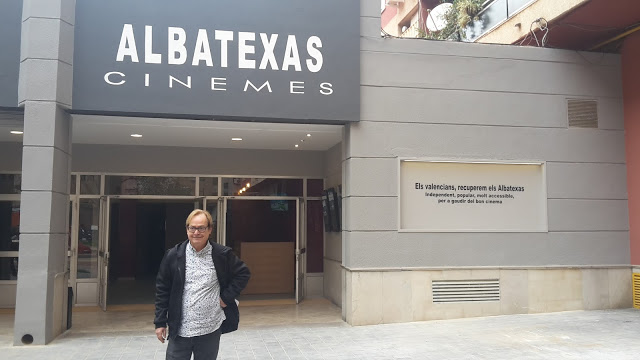 ALBATEXAS
CINEMES
Els valencians, recuperem els Albatexas
Independent, popular, molt accessible,
per a gaudir del bon cinema